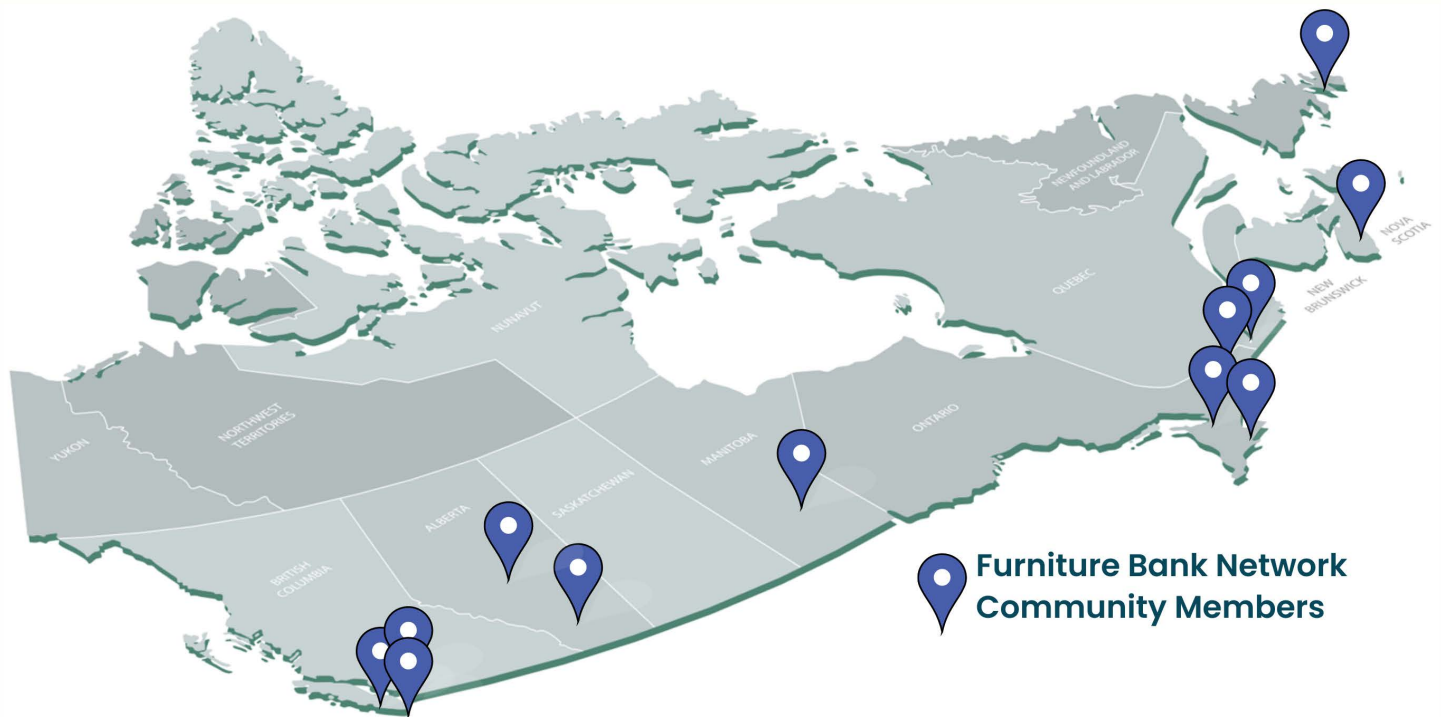 NEWFOUNDLAND
AND LABRADOR
NOVA
SCOTIA
QUEBEC
NEW
BRUNSWICK
NUNAVUT
NORTHWEST
TERRITORIES
YUKON
ONTARIO
MANITOBA
SASKATCHEWAN
ALBERTA
BRITISH
COLUMBIA
Furniture Bank Network
Community Members